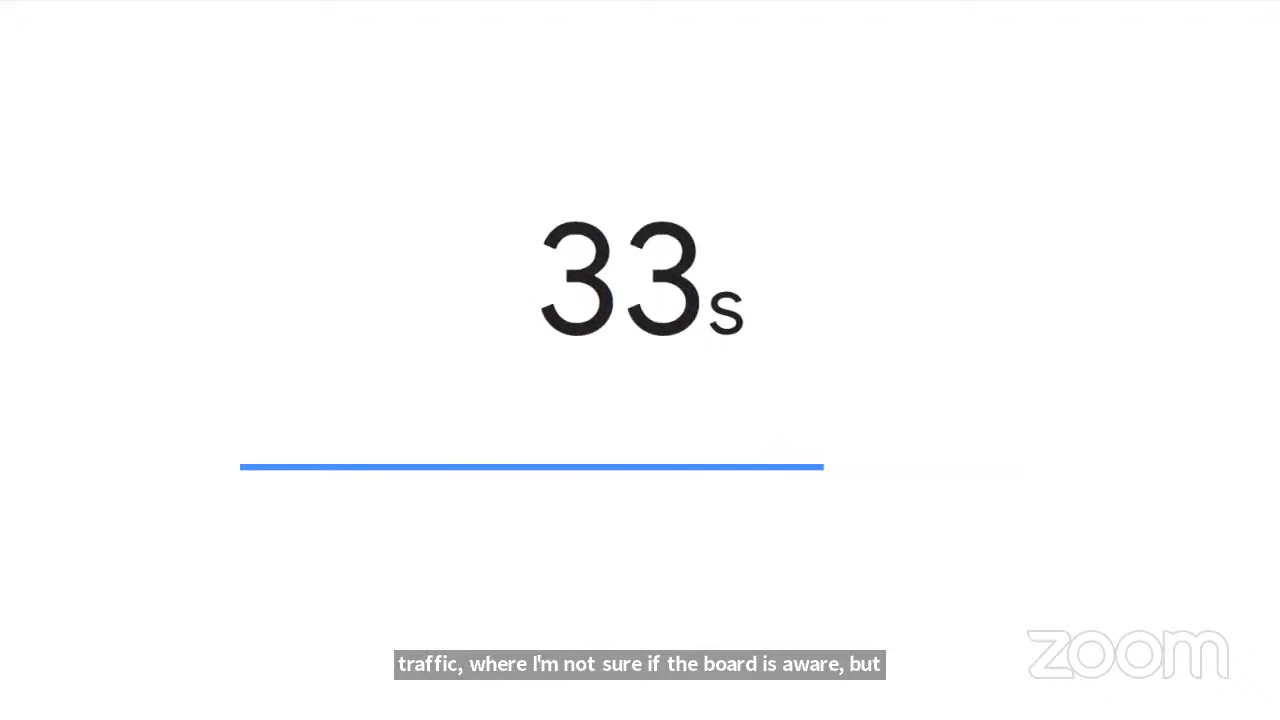 33s
traffic, where I'm not sure if the board is aware, but
zoom